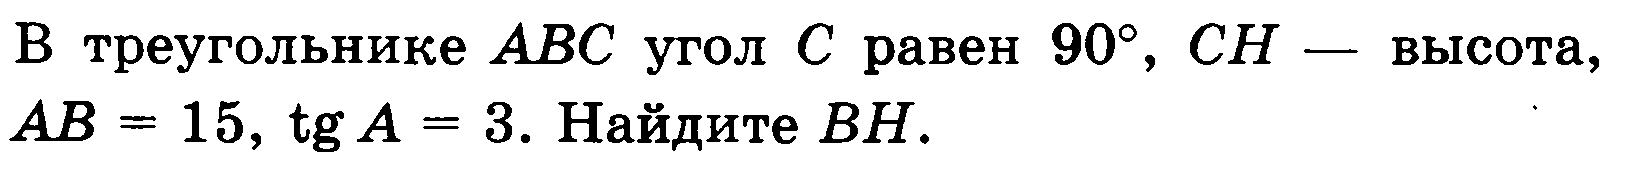 В треугольнике ABC угол C равен 90°, CH — высота,
AB = 15, tg A = 3. Найдите BH.